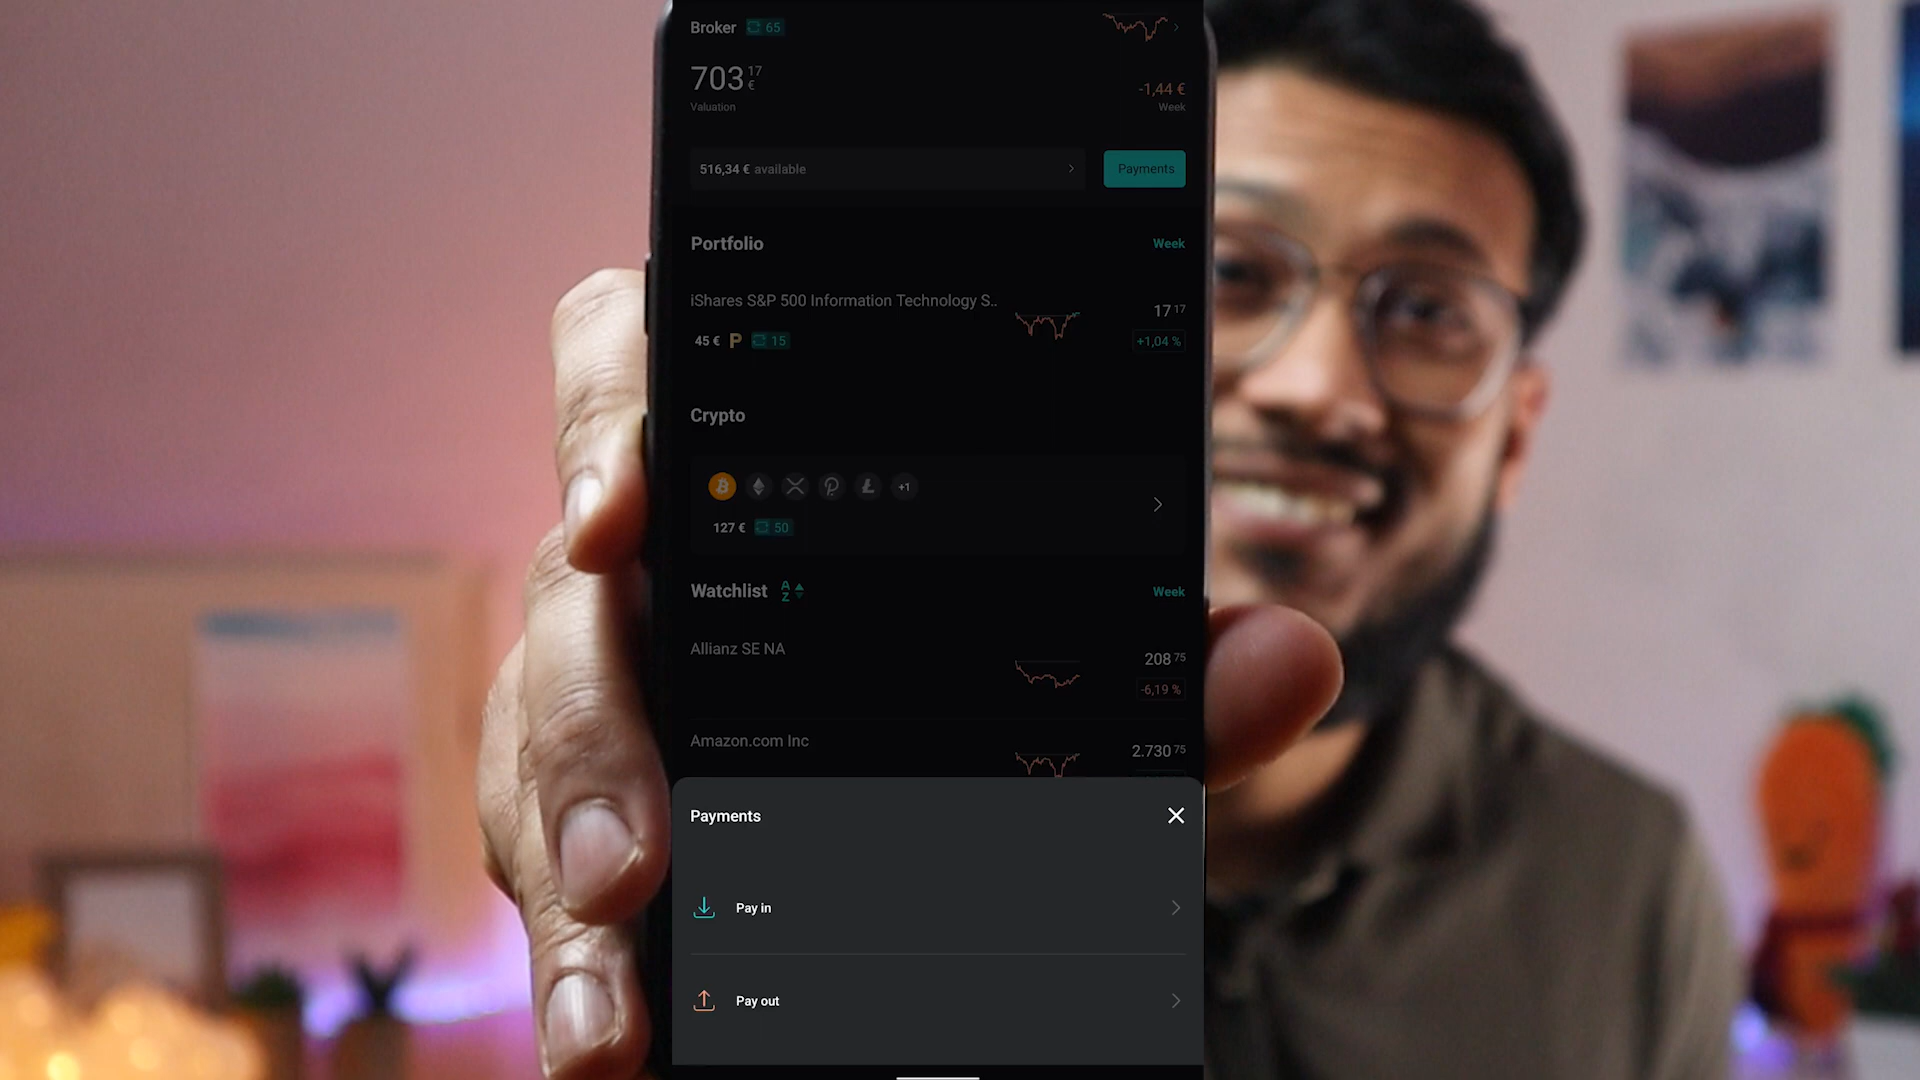 Broker 65
703 17 €
Valuation
-1,44 €
Week
516,34 € available
Payments
Portfolio
Week
iShares S&P 500 Information Technology S..
17 17
45 € P 15
+1,04 %
Crypto
+1
127 € 50
Watchlist A Z
Week
Allianz SE NA
208 75
-6,19 %
Amazon.com Inc
2.730 75
Payments
Pay in
Pay out